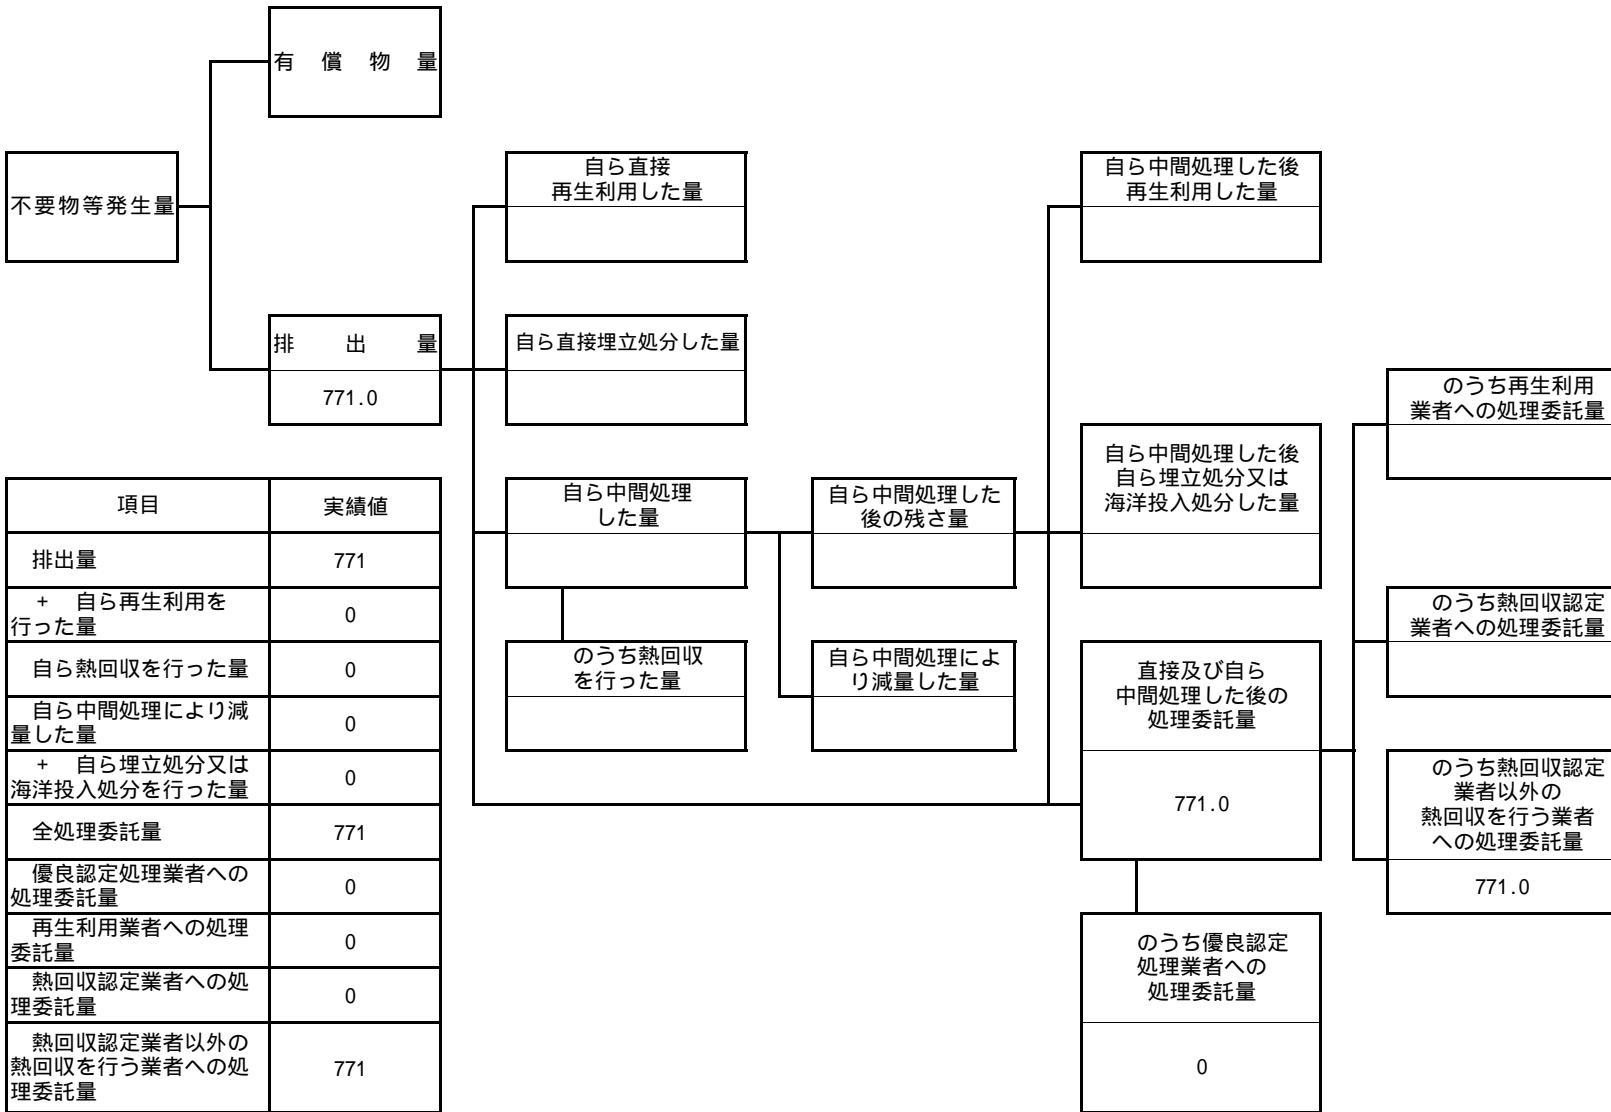 有　償　物　量
不要物等発生量
排　出　量
771.0
自ら直接
再生利用した量
自ら直接埋立処分した量
自ら中間処理
した量
のうち熱回収
を行った量
自ら中間処理した
後の残さ量
自ら中間処理によ
り減量した量
自ら中間処理した後
再生利用した量
自ら中間処理した後
自ら埋立処分又は
海洋投入処分した量
直接及び自ら
中間処理した後の
処理委託量
771.0
のうち優良認定
処理業者への
処理委託量
0
のうち再生利用
業者への処理委託量
のうち熱回収認定
業者への処理委託量
のうち熱回収認定
業者以外の
熱回収を行う業者
への処理委託量
771.0
項目　実績値
排出量　771
+　自ら再生利用を
行った量　0
自ら熱回収を行った量　0
自ら中間処理により減
量した量　0
+　自ら埋立処分又は
海洋投入処分を行った量　0
全処理委託量　771
優良認定処理業者への
処理委託量　0
再生利用業者への処理
委託量　0
熱回収認定業者への処
理委託量　0
熱回収認定業者以外の
熱回収を行う業者への処
理委託量　771